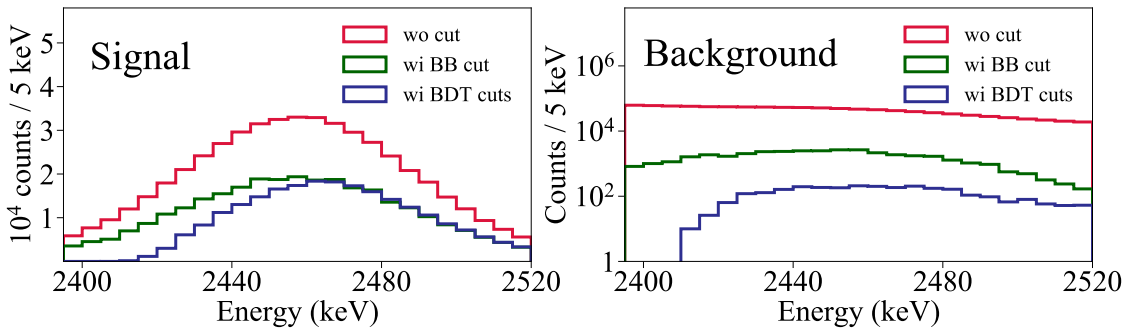 Signal
wo cut
wi BB cut
wi BDT cuts
10⁴ counts / 5 keV
5
4
3
2
1
2400
2440
2480
2520
Energy (keV)
Background
wo cut
wi BB cut
wi BDT cuts
Counts / 5 keV
10⁶
10⁴
10²
1
2400
2440
2480
2520
Energy (keV)